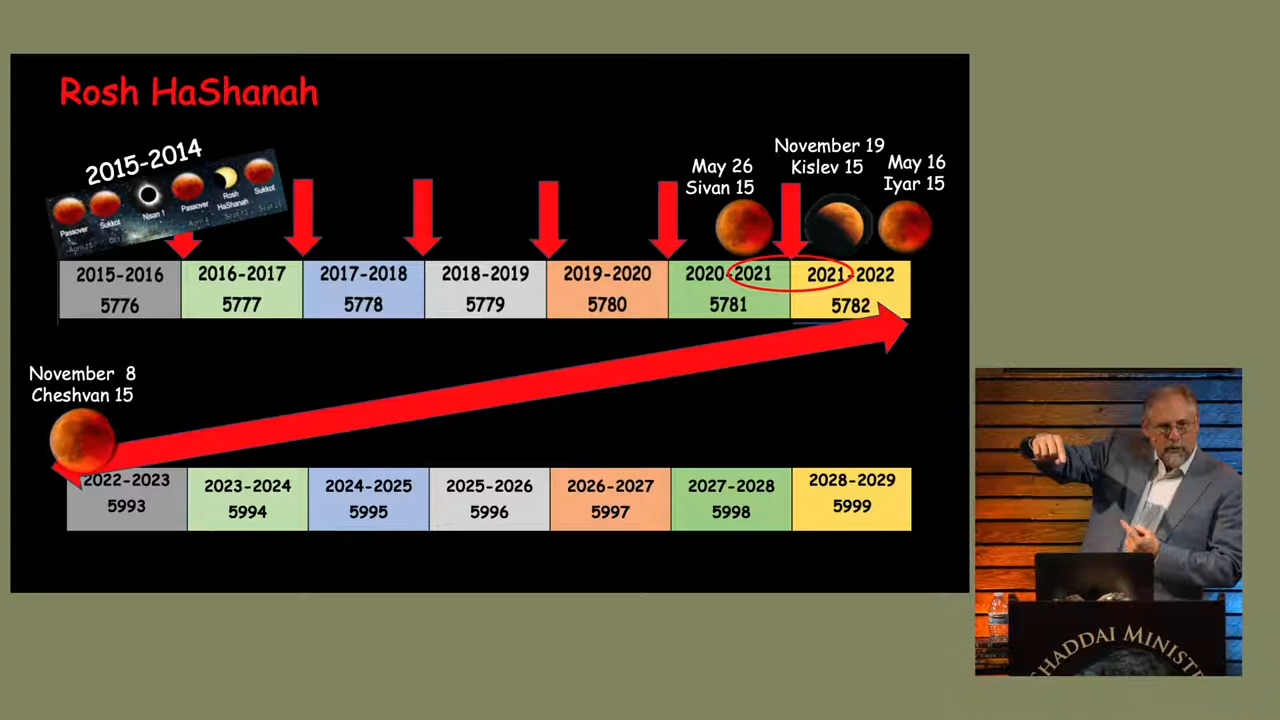 Rosh HaShanah
2015-2014
Passover
Sukkot
Nisan 1
Passover
Rosh
HaShanah
Sukkot
May 26
Sivan 15
November 19
Kislev 15
May 16
Iyar 15
2015-2016
5776
2016-2017
5777
2017-2018
5778
2018-2019
5779
2019-2020
5780
2020-2021
5781
2021-2022
5782
November 8
Cheshvan 15
2022-2023
5993
2023-2024
5994
2024-2025
5995
2025-2026
5996
2026-2027
5997
2027-2028
5998
2028-2029
5999
SHADDAI MINISTR